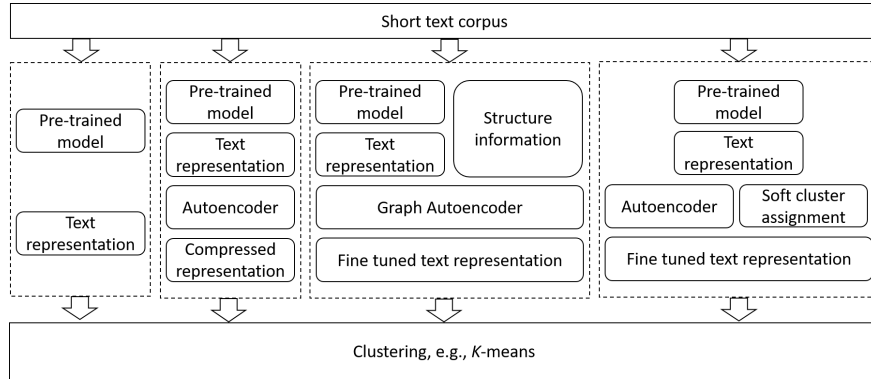 Short text corpus
Pre-trained
model
Text
representation
Pre-trained
model
Text
representation
Autoencoder
Compressed
representation
Pre-trained
model
Text
representation
Structure
information
Graph Autoencoder
Fine tuned text representation
Pre-trained
model
Text
representation
Autoencoder
Soft cluster
assignment
Fine tuned text representation
Clustering, e.g., K-means